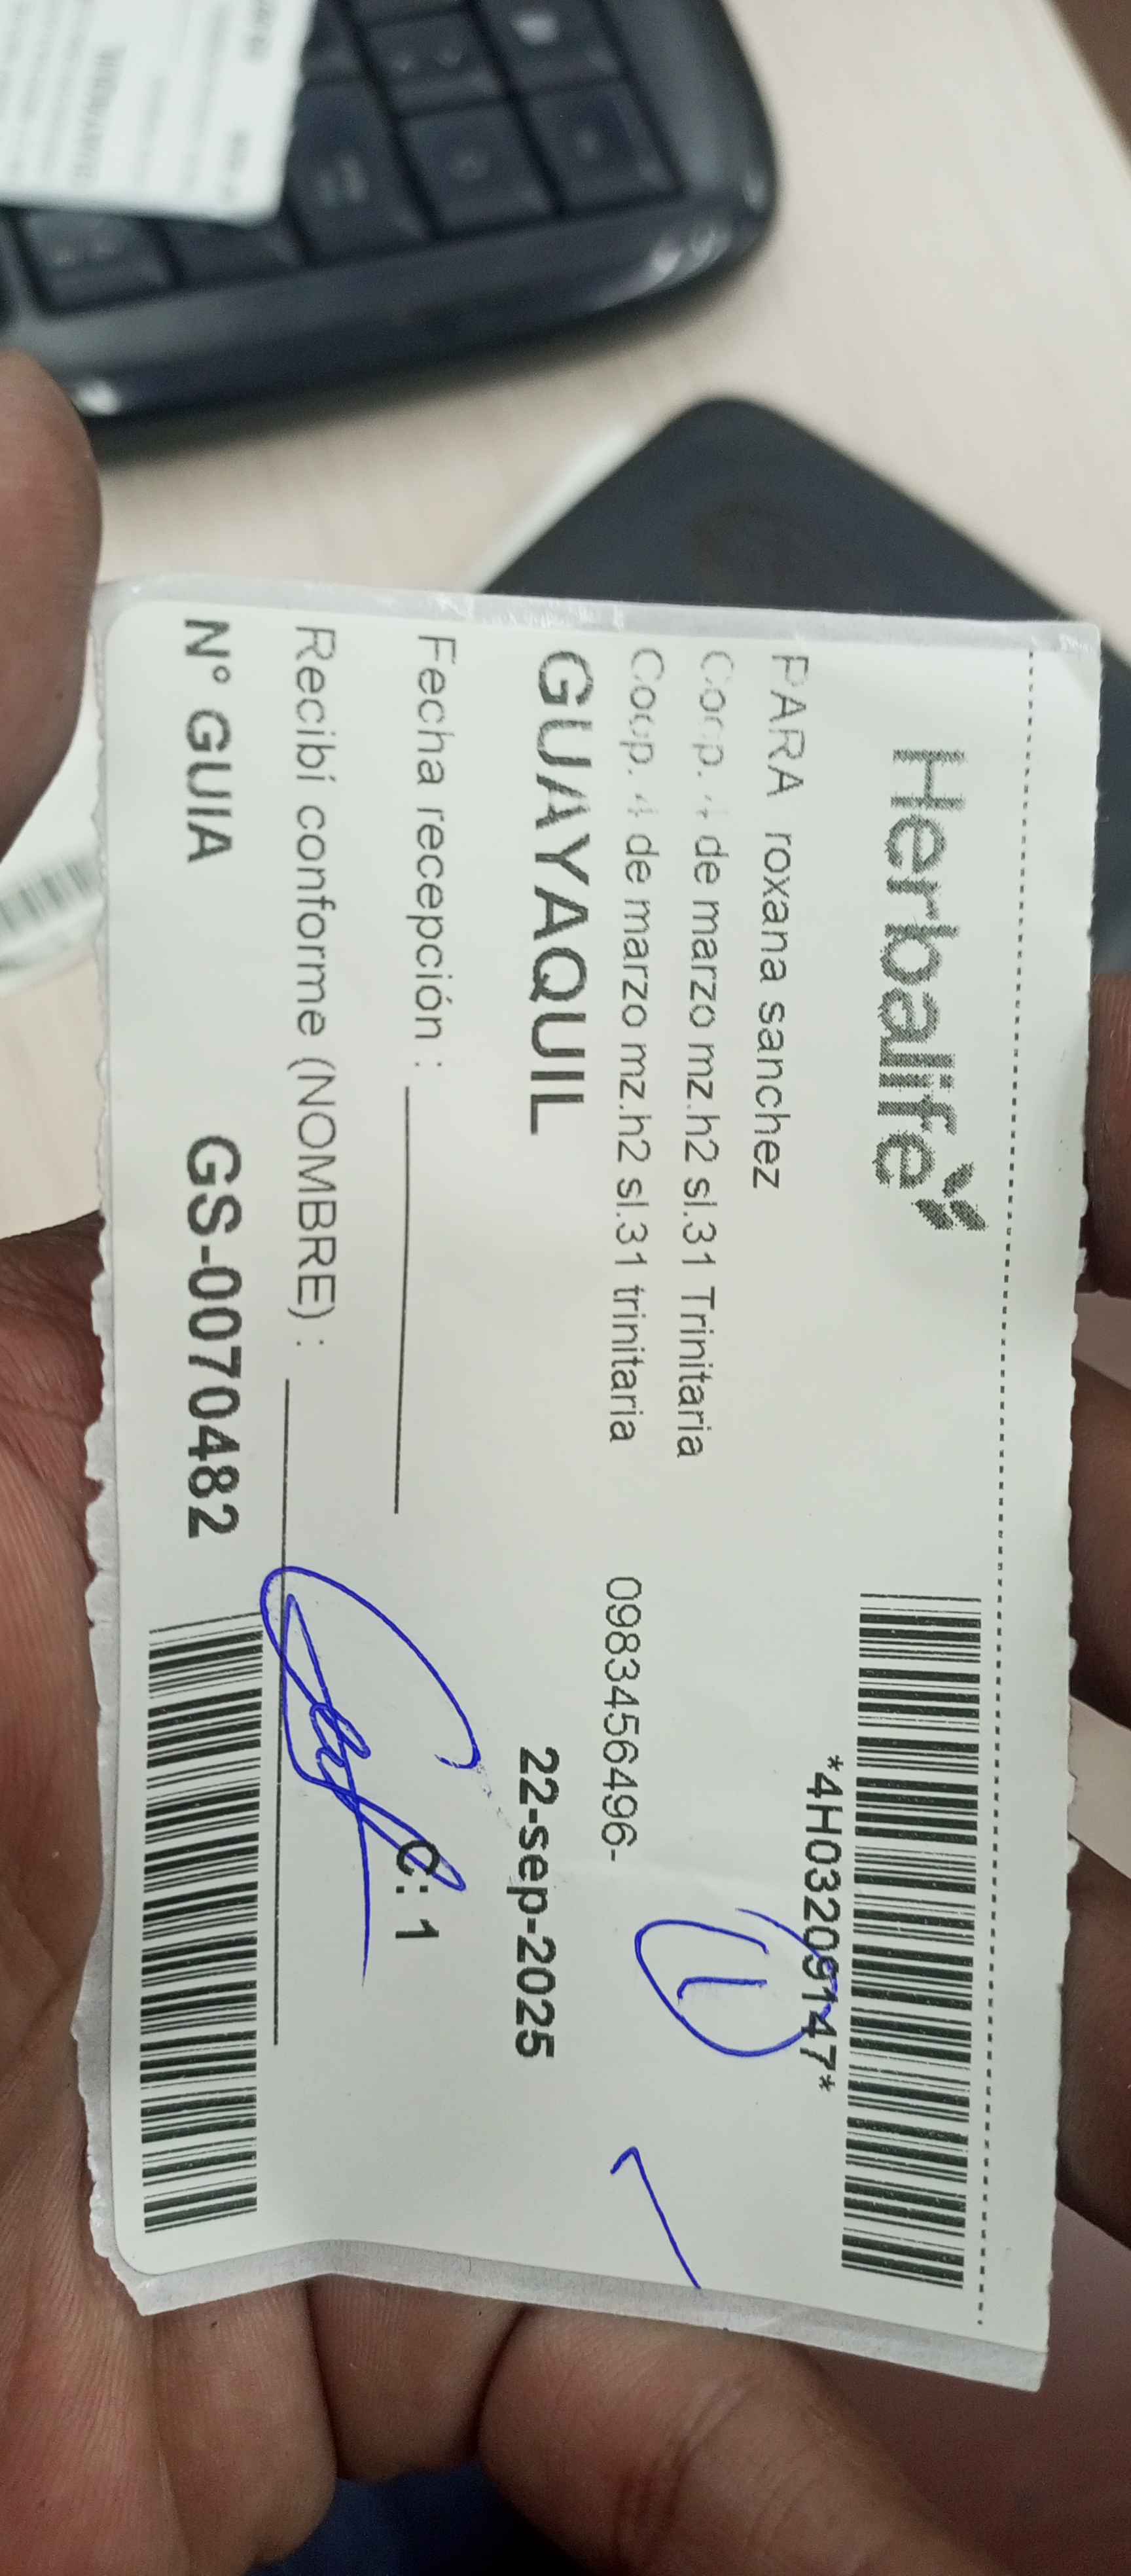 Herbalife
*4H03209147*
PARA roxana sanchez
Coop. 4 de marzo mz.h2 sl.31 Trinitaria
Coop. 4 de marzo mz.h2 sl.31 trinitaria 0983456496-
GUAYAQUIL 22-sep-2025
Fecha recepción : C: 1
Recibí conforme (NOMBRE) :
N° GUIA GS-0070482